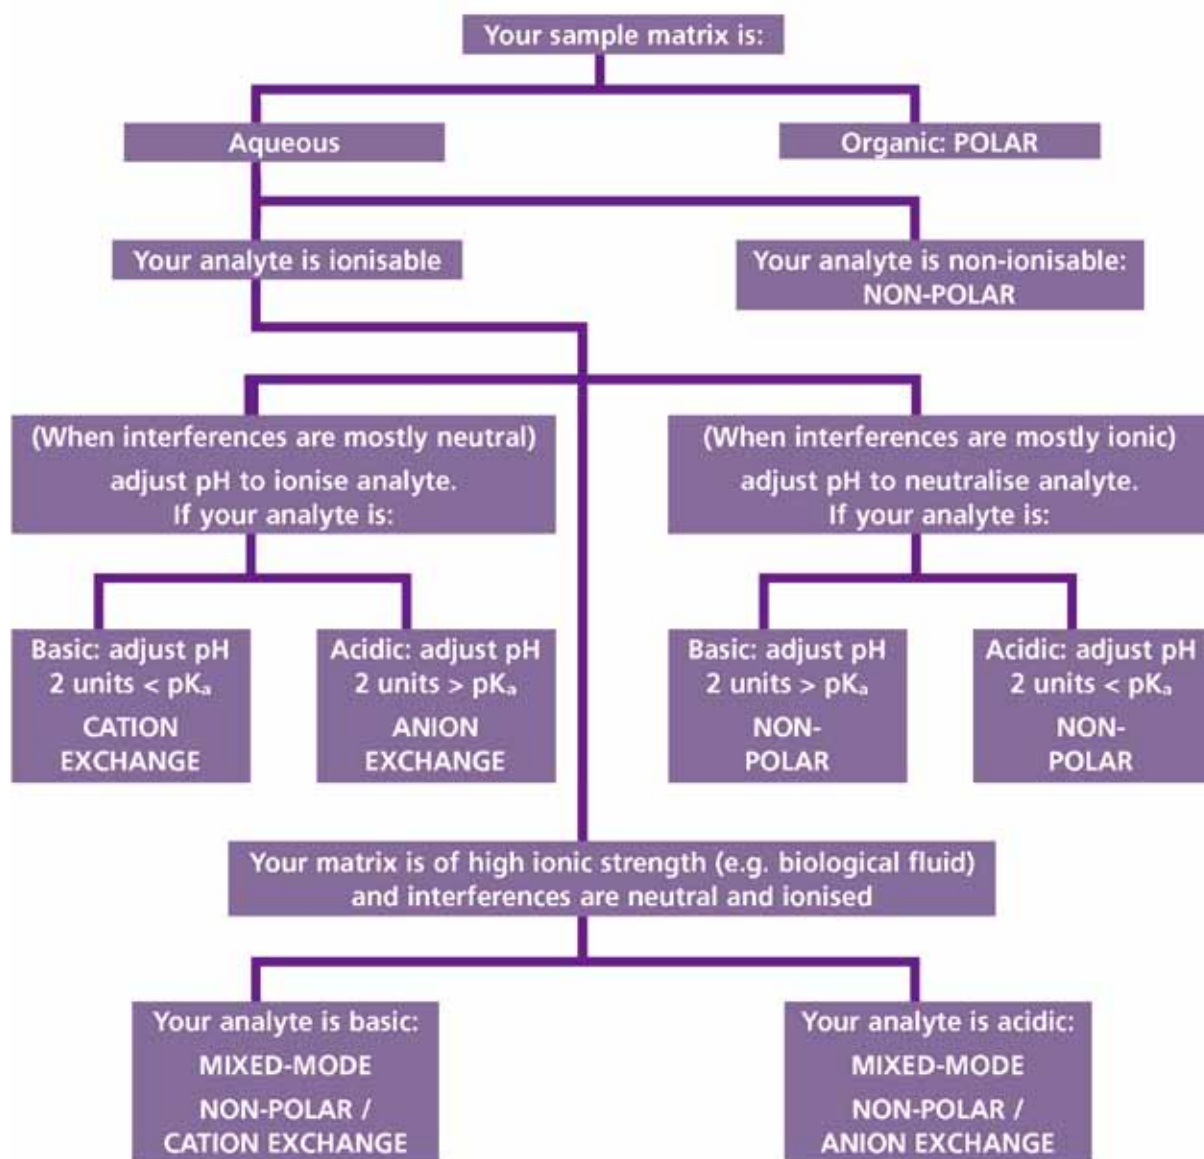 Your sample matrix is:
Aqueous
Organic: POLAR
Your analyte is ionisable
Your analyte is non-ionisable:
NON-POLAR
(When interferences are mostly neutral)
adjust pH to ionise analyte.
If your analyte is:
(When interferences are mostly ionic)
adjust pH to neutralise analyte.
If your analyte is:
Basic: adjust pH
2 units < pKₐ
CATION
EXCHANGE
Acidic: adjust pH
2 units > pKₐ
ANION
EXCHANGE
Basic: adjust pH
2 units > pKₐ
NON-
POLAR
Acidic: adjust pH
2 units < pKₐ
NON-
POLAR
Your matrix is of high ionic strength (e.g. biological fluid)
and interferences are neutral and ionised
Your analyte is basic:
MIXED-MODE
NON-POLAR /
CATION EXCHANGE
Your analyte is acidic:
MIXED-MODE
NON-POLAR /
ANION EXCHANGE